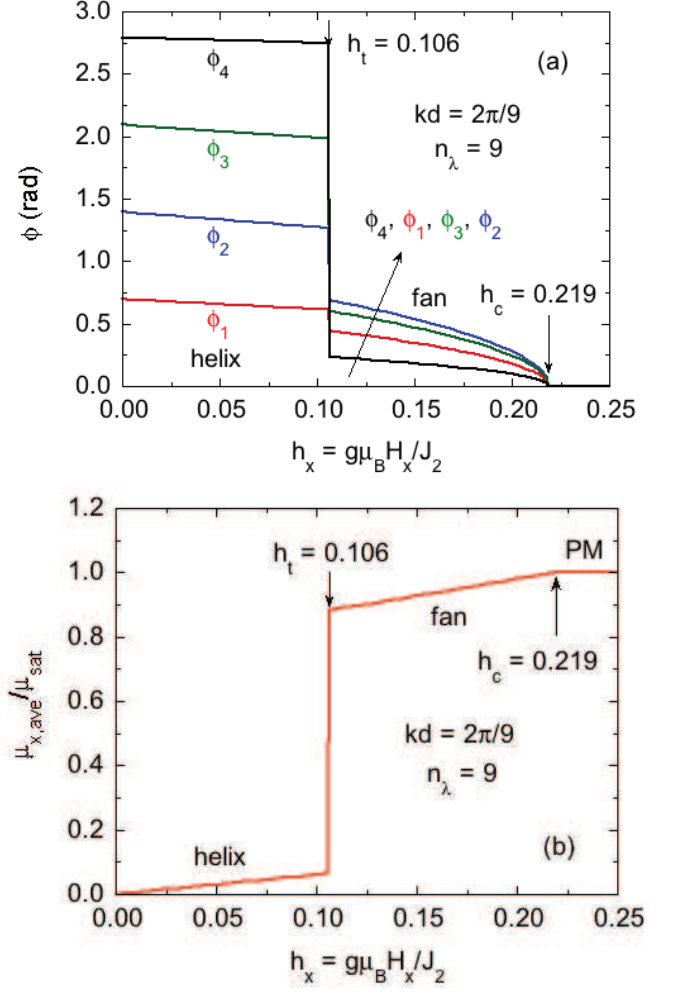 3.0
2.5
2.0
1.5
1.0
0.5
0.0
ϕ (rad)
ϕ₄
h_t = 0.106
(a)
kd = 2π/9
n_λ = 9
ϕ₃
ϕ₂
ϕ₄, ϕ₁, ϕ₃, ϕ₂
fan
h_c = 0.219
ϕ₁
helix
0.00 0.05 0.10 0.15 0.20 0.25
h_x = gμ_BH_x/J₂
1.2
1.0
0.8
0.6
0.4
0.2
0.0
μ_x,ave/μ_sat
h_t = 0.106
PM
fan
h_c = 0.219
kd = 2π/9
n_λ = 9
helix
(b)
0.00 0.05 0.10 0.15 0.20 0.25
h_x = gμ_BH_x/J₂